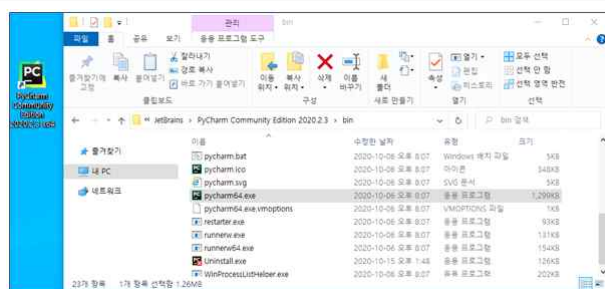 관리
bin
파일 홈 공유 보기 응용 프로그램 도구
즐겨찾기에 고정
복사
붙여넣기
잘라내기
경로 복사
바로 가기 붙여넣기
이동 위치
복사 위치
삭제
이름 바꾸기
새 폴더
속성
열기
편집
히스토리
모두 선택
선택 안 함
선택 영역 반전
클립보드 구성 새로 만들기 열기 선택
PC
PyCharm
Community
Edition
2020.2.3 x64
« JetBrains › PyCharm Community Edition 2020.2.3 › bin
bin 검색
즐겨찾기
내 PC
네트워크
이름 수정한 날짜 유형 크기
pycharm.bat 2020-10-06 오후 8:07 Windows 배치 파일 5KB
pycharm.ico 2020-10-06 오후 8:07 아이콘 348KB
pycharm.svg 2020-10-06 오후 8:07 SVG 문서 5KB
pycharm64.exe 2020-10-06 오후 8:07 응용 프로그램 1,299KB
pycharm64.exe.vmoptions 2020-10-06 오후 8:07 VMOPTIONS 파일 1KB
restarter.exe 2020-10-06 오후 8:07 응용 프로그램 93KB
runnerw.exe 2020-10-06 오후 8:07 응용 프로그램 131KB
runnerw64.exe 2020-10-06 오후 8:07 응용 프로그램 154KB
Uninstall.exe 2020-10-15 오후 1:48 응용 프로그램 126KB
WinProcessListHelper.exe 2020-10-06 오후 8:07 응용 프로그램 202KB
23개 항목 1개 항목 선택함 1.26MB